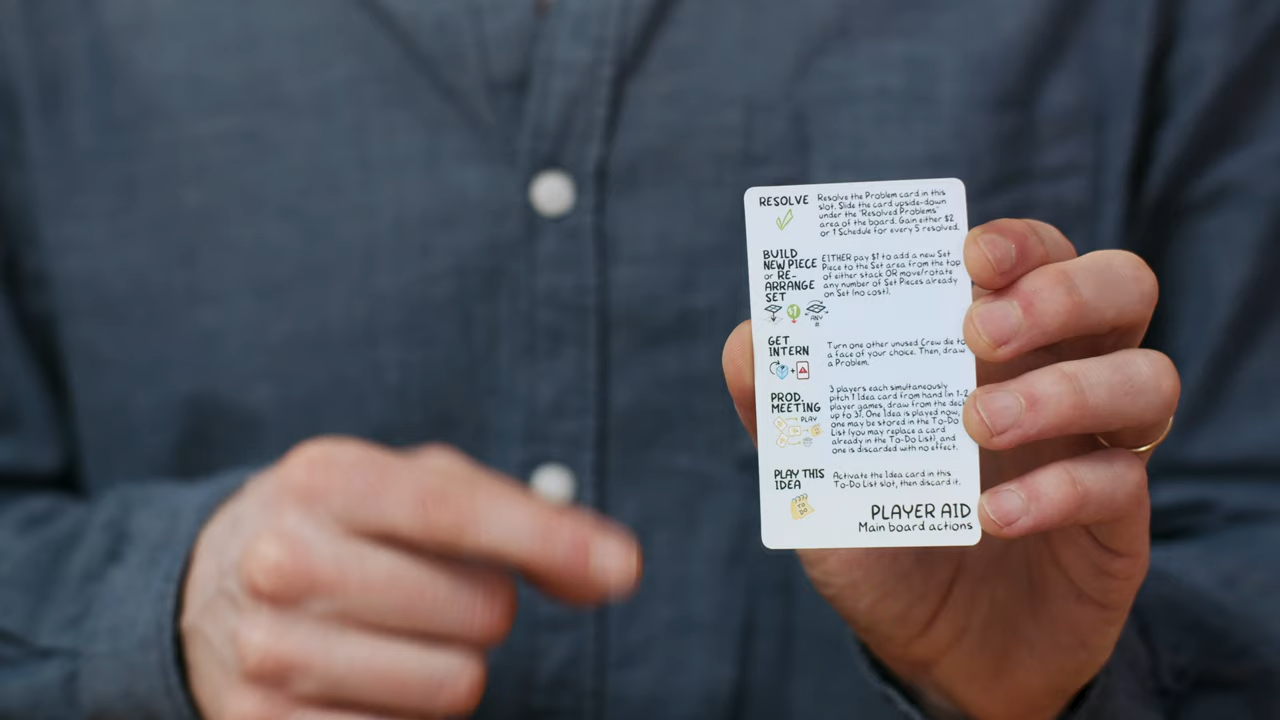 RESOLVE
Resolve the Problem card in this
slot. Slide the card upside-down
under the 'Resolved Problems'
area of the board. Gain either $2
or 1 Schedule for every 5 resolved.
BUILD
NEW PIECE
or RE-
ARRANGE
SET
EITHER pay $1 to add a new Set
Piece to the Set area from the top
of either stack OR move/rotate
any number of Set Pieces already
on Set (no cost).
$1
ANY
#
GET
INTERN
Turn one other unused Crew die to
a face of your choice. Then, draw
a Problem.
+
PROD.
MEETING
PLAY
3 players each simultaneously
pitch 1 Idea card from hand (in 1-2
player games, draw from the deck
up to 3). One Idea is played now,
one may be stored in the To-Do
List (you may replace a card
already in the To-Do List), and
one is discarded with no effect.
PLAY THIS
IDEA
TO
DO
Activate the Idea card in this
To-Do List slot, then discard it.
PLAYER AID
Main board actions